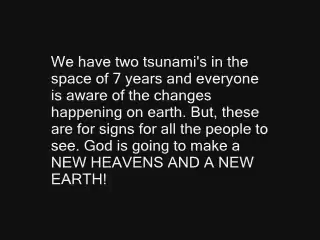 We have two tsunami's in the
space of 7 years and everyone
is aware of the changes
happening on earth. But, these
are for signs for all the people to
see. God is going to make a
NEW HEAVENS AND A NEW
EARTH!